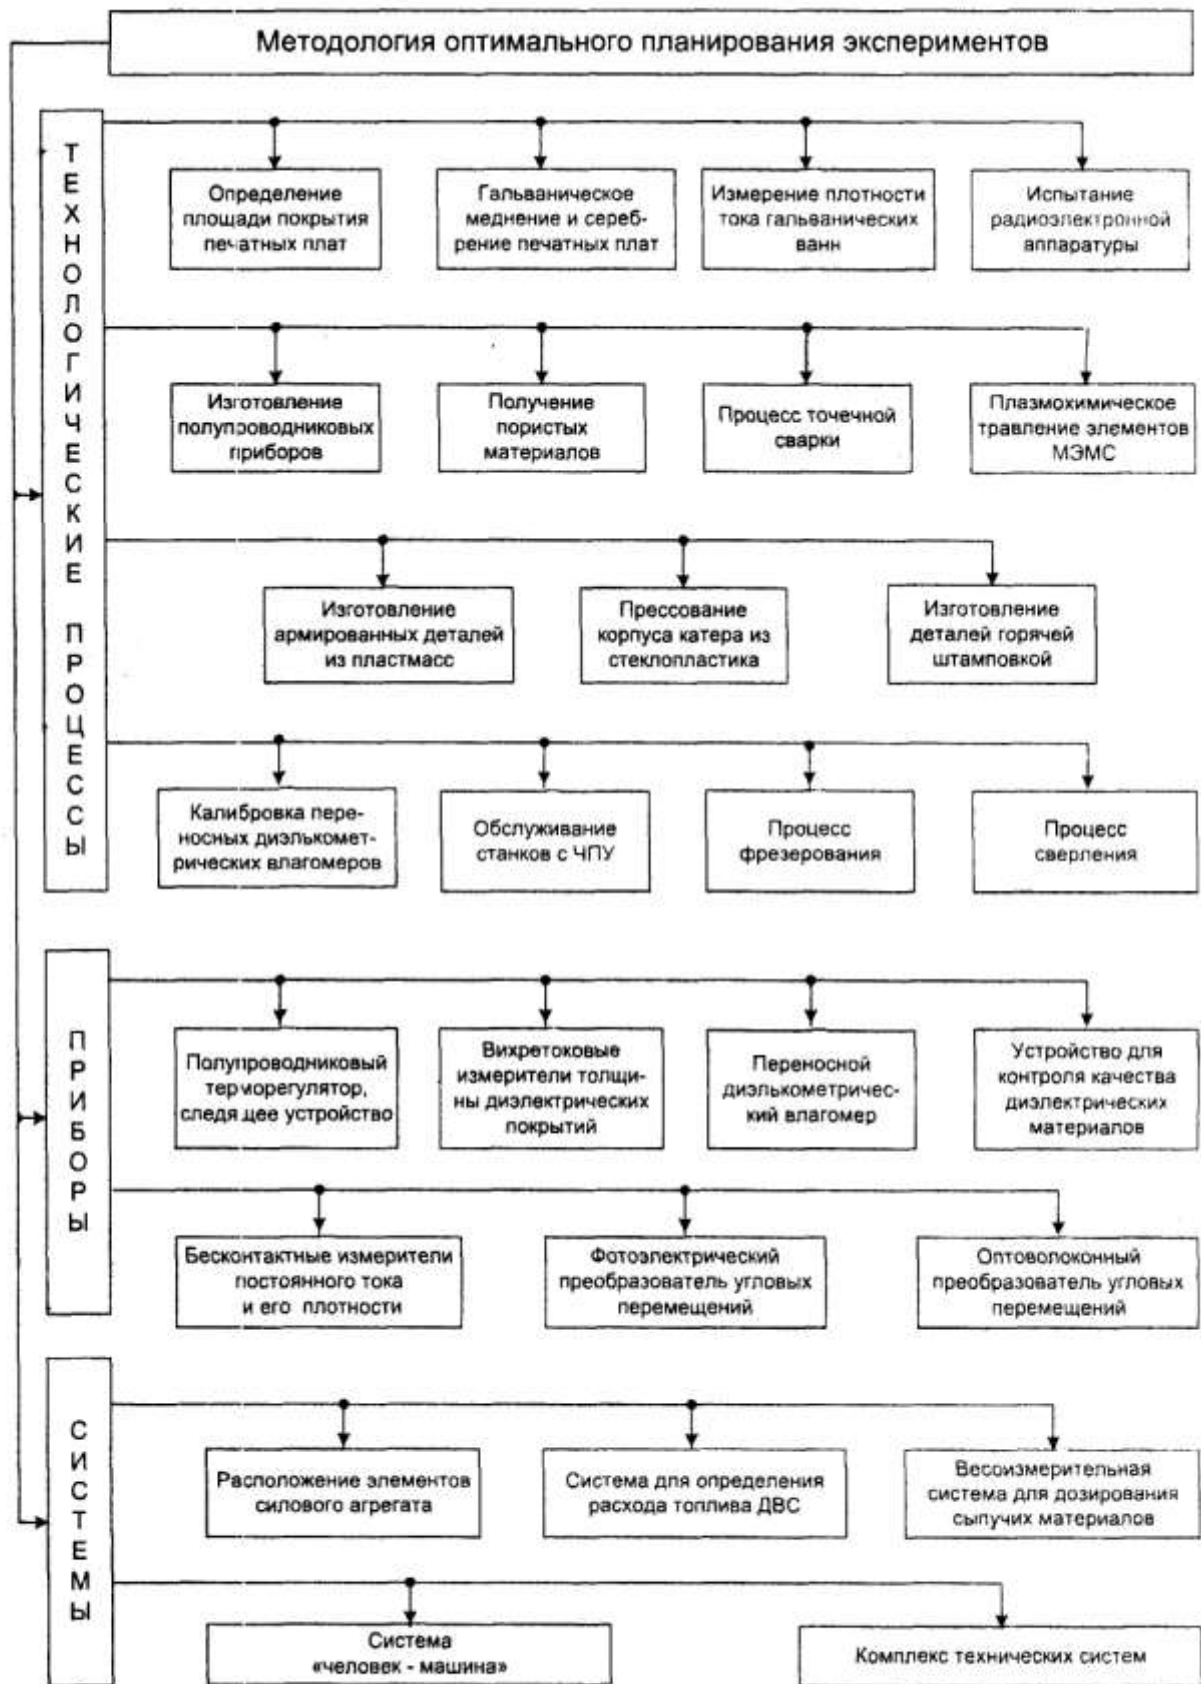 Методология оптимального планирования экспериментов
ТЕХНОЛОГИЧЕСКИЕ ПРОЦЕССЫ
Определение
площади покрытия
печатных плат
Гальваническое
меднение и сереб-
рение печатных плат
Измерение плотности
тока гальванических
ванн
Испытание
радиоэлектронной
аппаратуры
Изготовление
полупроводниковых
приборов
Получение
пористых
материалов
Процесс точечной
сварки
Плазмохимическое
травление элементов
МЭМС
Изготовление
армированных деталей
из пластмасс
Прессование
корпуса катера из
стеклопластика
Изготовление
деталей горячей
штамповкой
Калибровка пере-
носных диэлькомет-
рических влагомеров
Обслуживание
станков с ЧПУ
Процесс
фрезерования
Процесс
сверления
ПРИБОРЫ
Полупроводниковый
терморегулятор,
следящее устройство
Вихретоковые
измерители толщи-
ны диэлектрических
покрытий
Переносной
диэлькометричес-
кий влагомер
Устройство для
контроля качества
диэлектрических
материалов
Бесконтактные измерители
постоянного тока
и его плотности
Фотоэлектрический
преобразователь угловых
перемещений
Оптоволоконный
преобразователь угловых
перемещений
СИСТЕМЫ
Расположение элементов
силового агрегата
Система для определения
расхода топлива ДВС
Весоизмерительная
система для дозирования
сыпучих материалов
Система
«человек - машина»
Комплекс технических систем